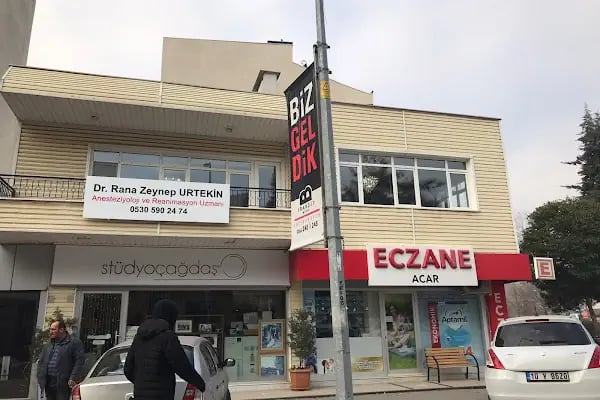 Dr. Rana Zeynep URTEKİN
Anesteziyoloji ve Reanimasyon Uzmanı
0530 590 24 74
BİZ
GEL
DİK
stüdyoçağdaş
ECZANE
ACAR
E
ECZ
Aptamil